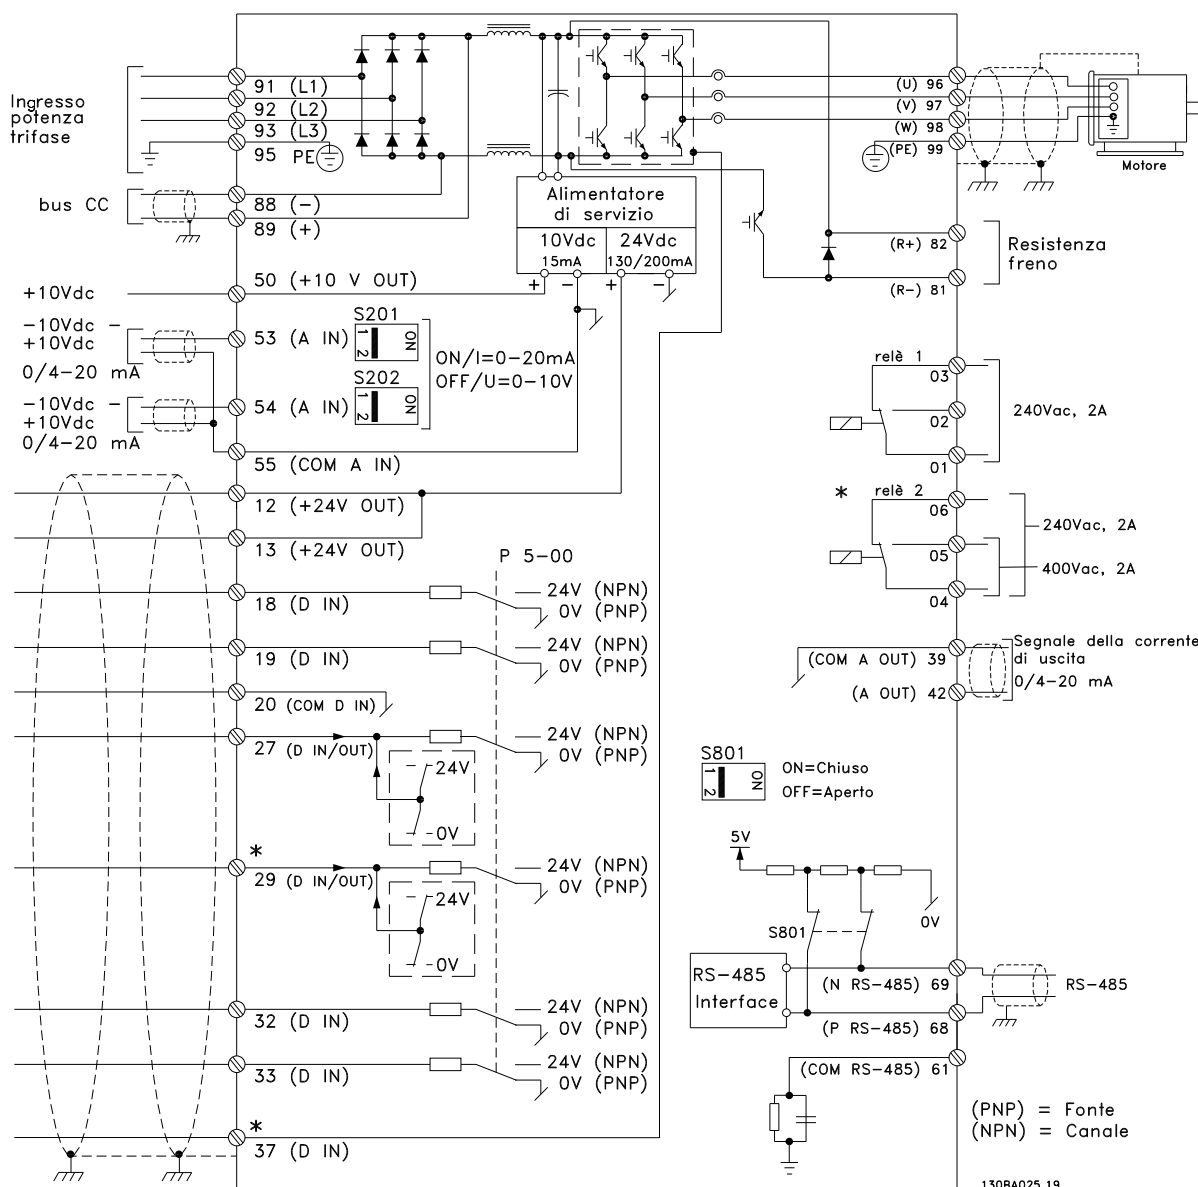 Ingresso
potenza
trifase
91 (L1)
92 (L2)
93 (L3)
95 PE
bus CC
88 (-)
89 (+)
+10Vdc
50 (+10 V OUT)
-10Vdc -
+10Vdc
0/4-20 mA
53 (A IN)
S201
1 2
ON
-10Vdc -
+10Vdc
0/4-20 mA
54 (A IN)
S202
1 2
ON
ON/I=0-20mA
OFF/U=0-10V
55 (COM A IN)
12 (+24V OUT)
13 (+24V OUT)
P 5-00
18 (D IN)
24V (NPN)
0V (PNP)
19 (D IN)
24V (NPN)
0V (PNP)
20 (COM D IN)
27 (D IN/OUT)
24V (NPN)
0V (PNP)
24V
0V
*
29 (D IN/OUT)
24V (NPN)
0V (PNP)
24V
0V
32 (D IN)
24V (NPN)
0V (PNP)
33 (D IN)
24V (NPN)
0V (PNP)
*
37 (D IN)
Alimentatore
di servizio
10Vdc
15mA
24Vdc
130/200mA
+ - + -
(U) 96
(V) 97
(W) 98
(PE) 99
Motore
(R+) 82
(R-) 81
Resistenza
freno
relè 1
03
02
01
240Vac, 2A
* relè 2
06
05
04
240Vac, 2A
400Vac, 2A
(COM A OUT) 39
(A OUT) 42
Segnale della corrente
di uscita
0/4-20 mA
S801
1 2
ON
ON=Chiuso
OFF=Aperto
5V
0V
S801
RS-485
Interface
(N RS-485) 69
(P RS-485) 68
RS-485
(COM RS-485) 61
(PNP) = Fonte
(NPN) = Canale
130BA025.19